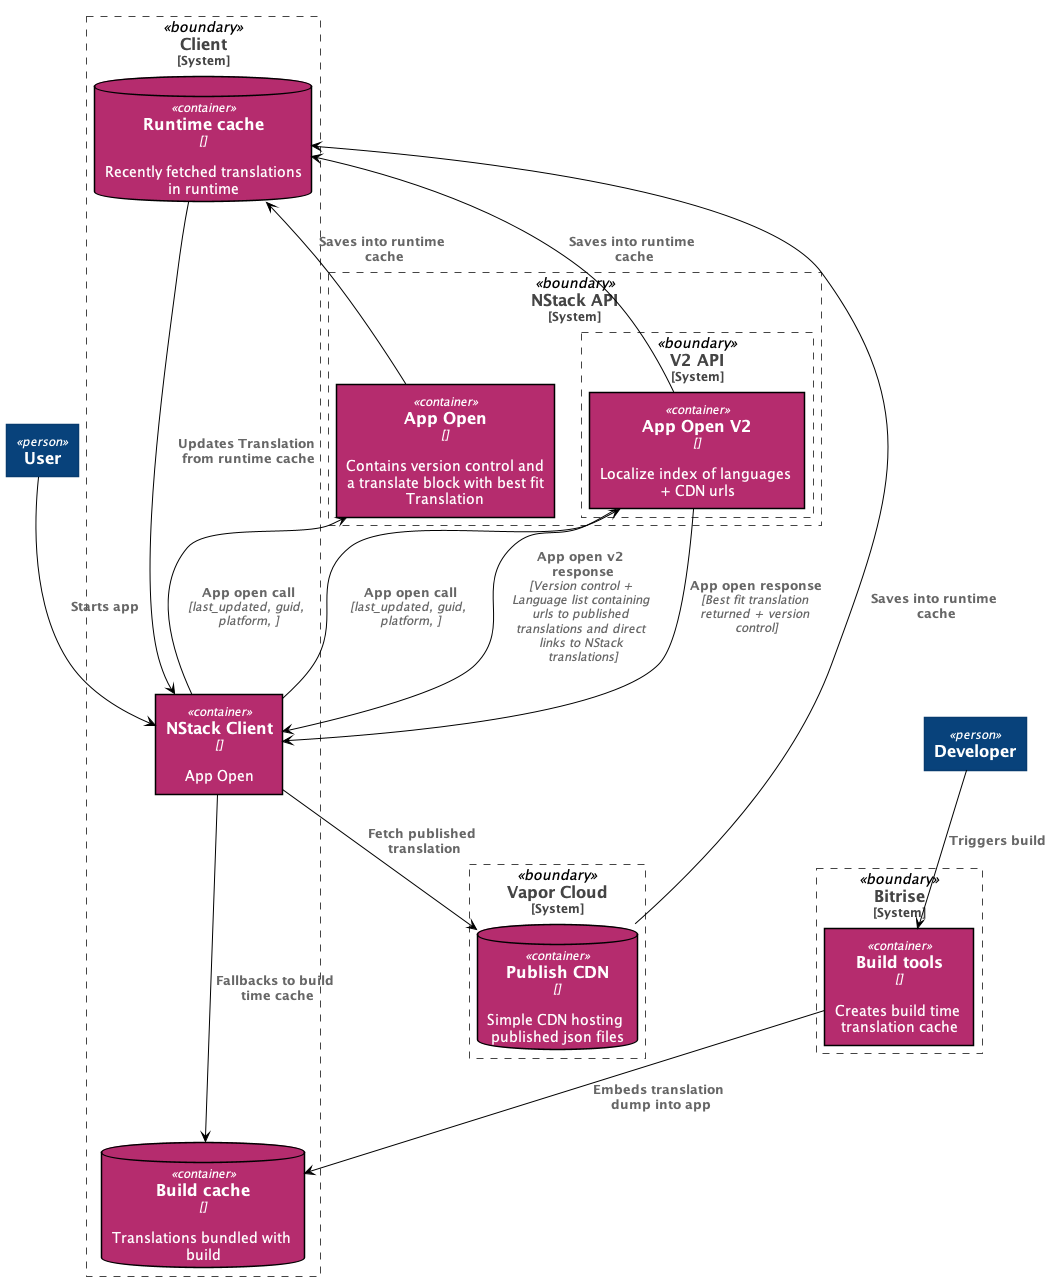 «boundary»
Client
[System]
«container»
Runtime cache
[]
Recently fetched translations
in runtime
Saves into runtime
cache
Saves into runtime
cache
«boundary»
NStack API
[System]
«boundary»
V2 API
[System]
«container»
App Open
[]
Contains version control and
a translate block with best fit
Translation
«container»
App Open V2
[]
Localize index of languages
+ CDN urls
«person»
User
Updates Translation
from runtime cache
Starts app
App open call
[last_updated, guid,
platform, ]
App open call
[last_updated, guid,
platform, ]
App open v2
response
[Version control +
Language list containing
urls to published
translations and direct
links to NStack
translations]
App open response
[Best fit translation
returned + version
control]
Saves into runtime
cache
«container»
NStack Client
[]
App Open
«person»
Developer
Fetch published
translation
Triggers build
«boundary»
Vapor Cloud
[System]
«container»
Publish CDN
[]
Simple CDN hosting
published json files
«boundary»
Bitrise
[System]
«container»
Build tools
[]
Creates build time
translation cache
Fallbacks to build
time cache
Embeds translation
dump into app
«container»
Build cache
[]
Translations bundled with
build